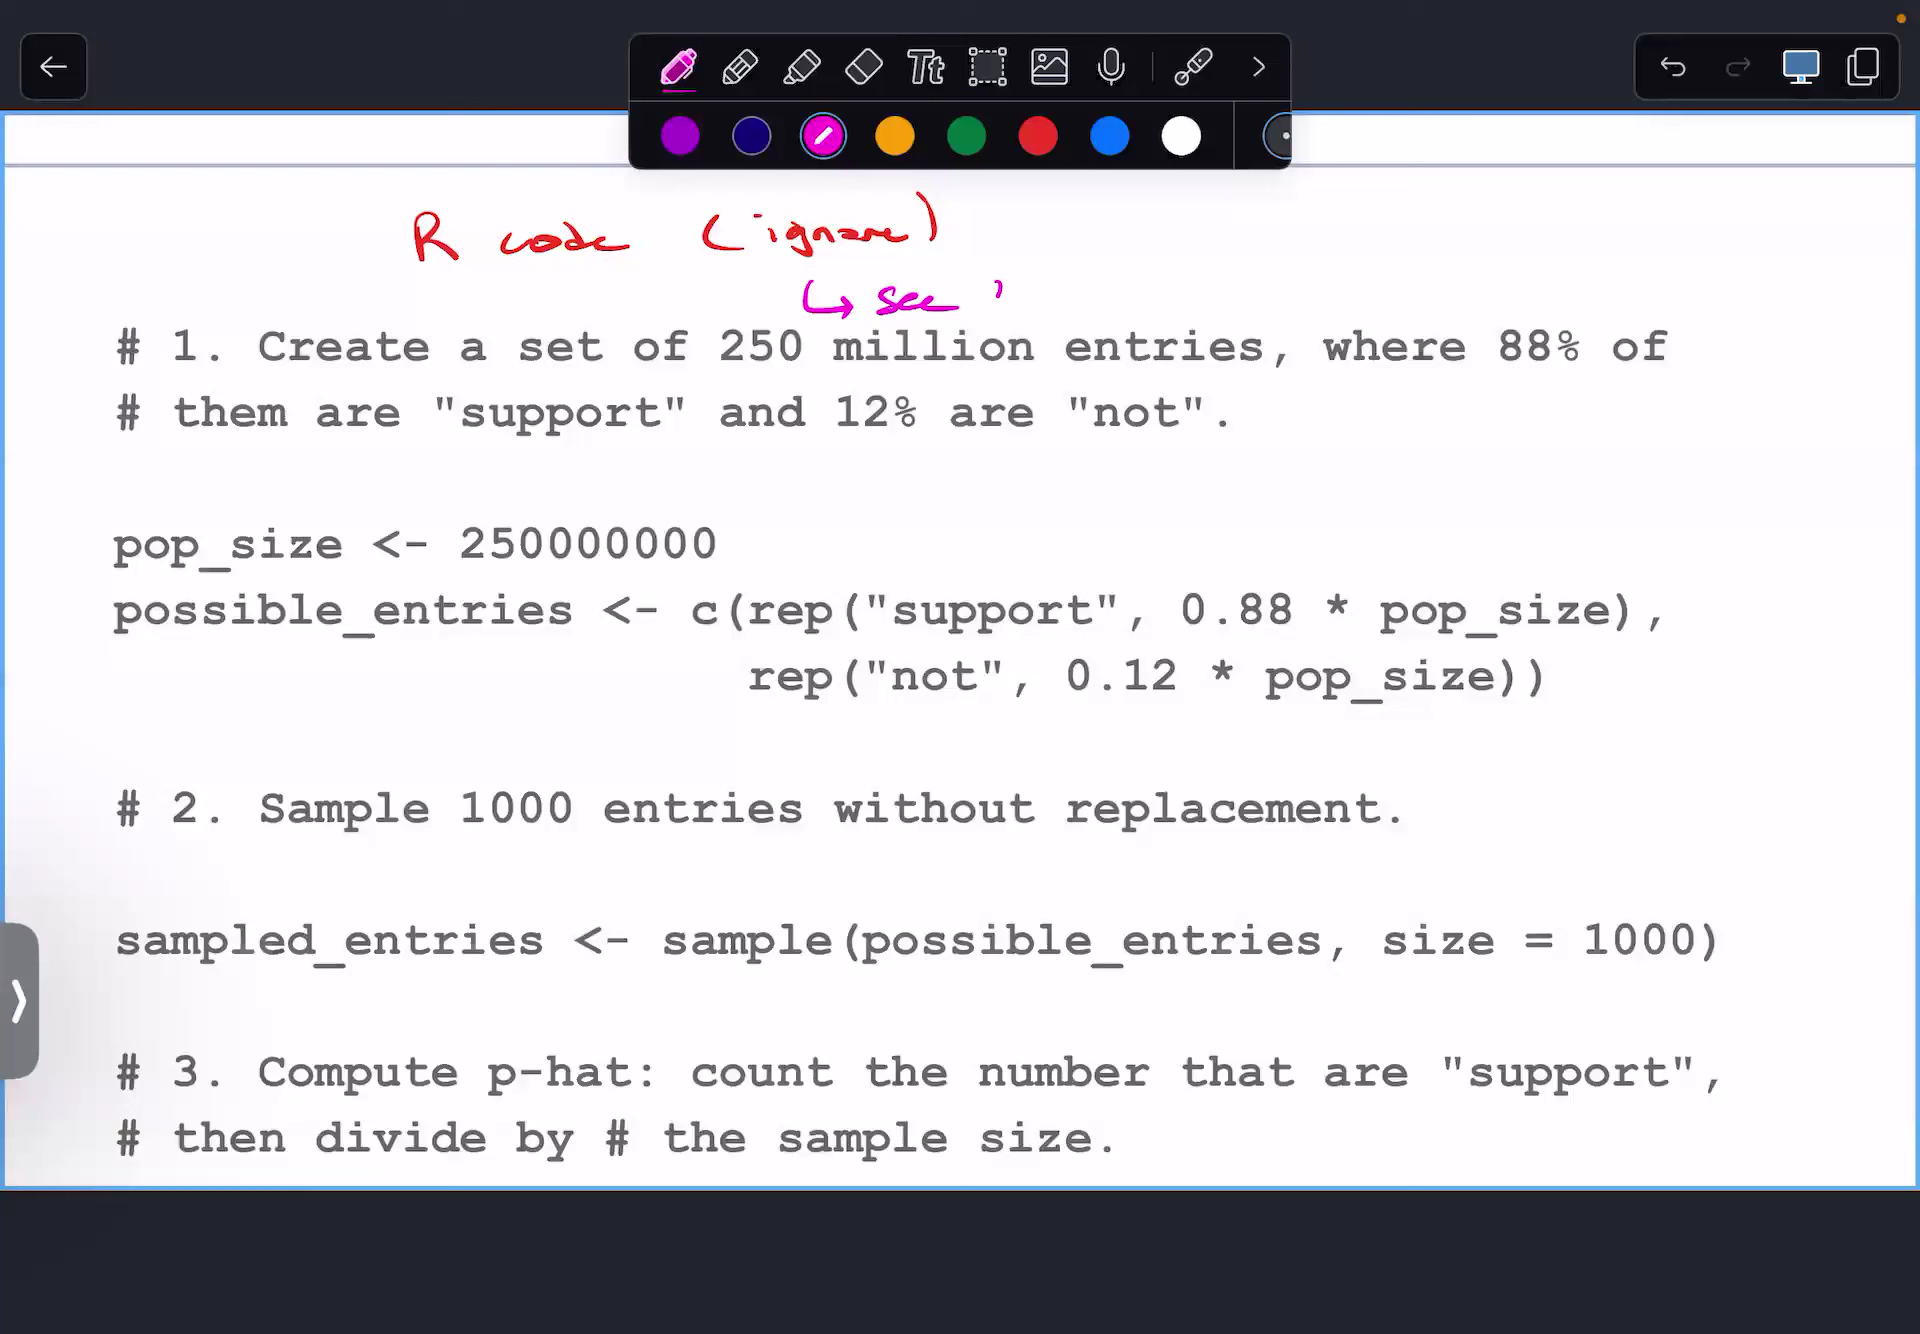 Tt
R code (ignore)
↳ see '
# 1. Create a set of 250 million entries, where 88% of
# them are "support" and 12% are "not".
pop_size <- 250000000
possible_entries <- c(rep("support", 0.88 * pop_size),
rep("not", 0.12 * pop_size))
# 2. Sample 1000 entries without replacement.
sampled_entries <- sample(possible_entries, size = 1000)
# 3. Compute p-hat: count the number that are "support",
# then divide by # the sample size.